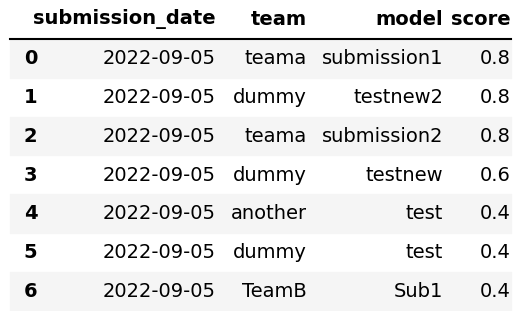 submission_date team model score
0 2022-09-05 teama submission1 0.8
1 2022-09-05 dummy testnew2 0.8
2 2022-09-05 teama submission2 0.8
3 2022-09-05 dummy testnew 0.6
4 2022-09-05 another test 0.4
5 2022-09-05 dummy test 0.4
6 2022-09-05 TeamB Sub1 0.4